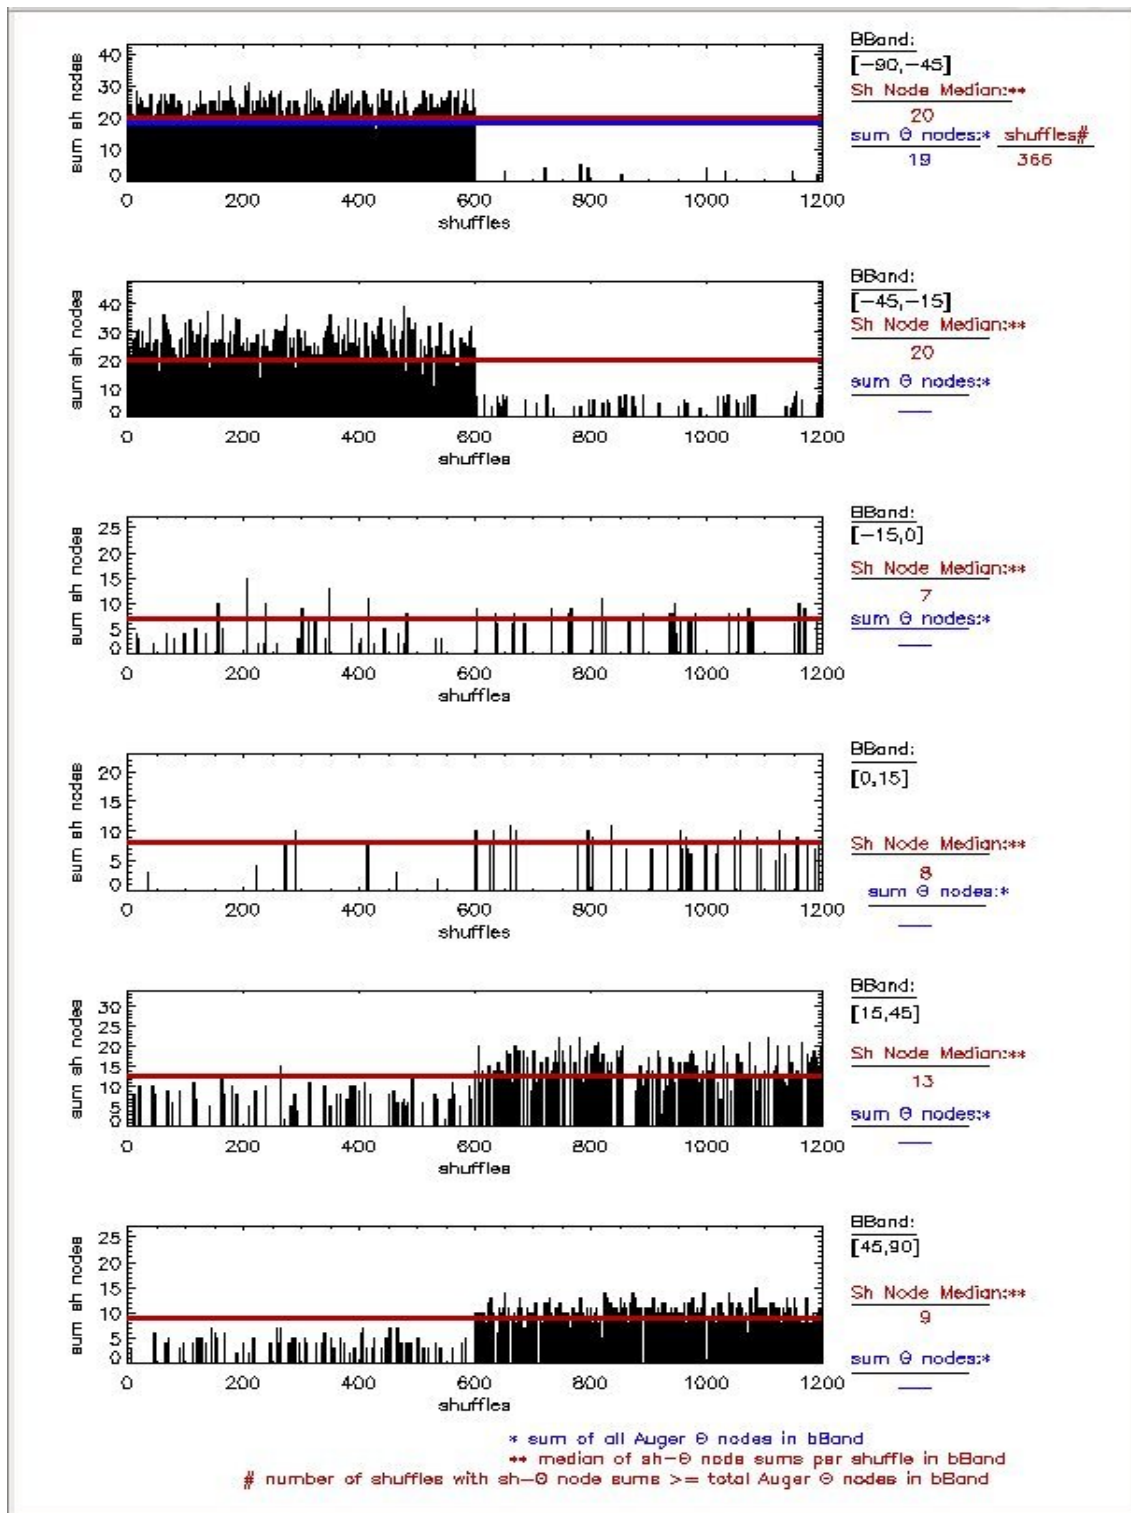 BBand:
[−90,−45]
Sh Node Median:**
20
sum Θ nodes:* shuffles#
19 366
sum sh nodes
40
30
20
10
0
0 200 400 600 800 1000 1200
shuffles
BBand:
[−45,−15]
Sh Node Median:**
20
sum Θ nodes:*
sum sh nodes
40
30
20
10
0
0 200 400 600 800 1000 1200
shuffles
BBand:
[−15,0]
Sh Node Median:**
7
sum Θ nodes:*
sum sh nodes
25
20
15
10
5
0
0 200 400 600 800 1000 1200
shuffles
BBand:
[0,15]
Sh Node Median:**
8
sum Θ nodes:*
sum sh nodes
20
15
10
5
0
0 200 400 600 800 1000 1200
shuffles
BBand:
[15,45]
Sh Node Median:**
13
sum Θ nodes:*
sum sh nodes
30
25
20
15
10
5
0
0 200 400 600 800 1000 1200
shuffles
BBand:
[45,90]
Sh Node Median:**
9
sum Θ nodes:*
sum sh nodes
25
20
15
10
5
0
0 200 400 600 800 1000 1200
shuffles
* sum of all Auger Θ nodes in bBand
** median of sh−Θ node sums per shuffle in bBand
# number of shuffles with sh−Θ node sums >= total Auger Θ nodes in bBand